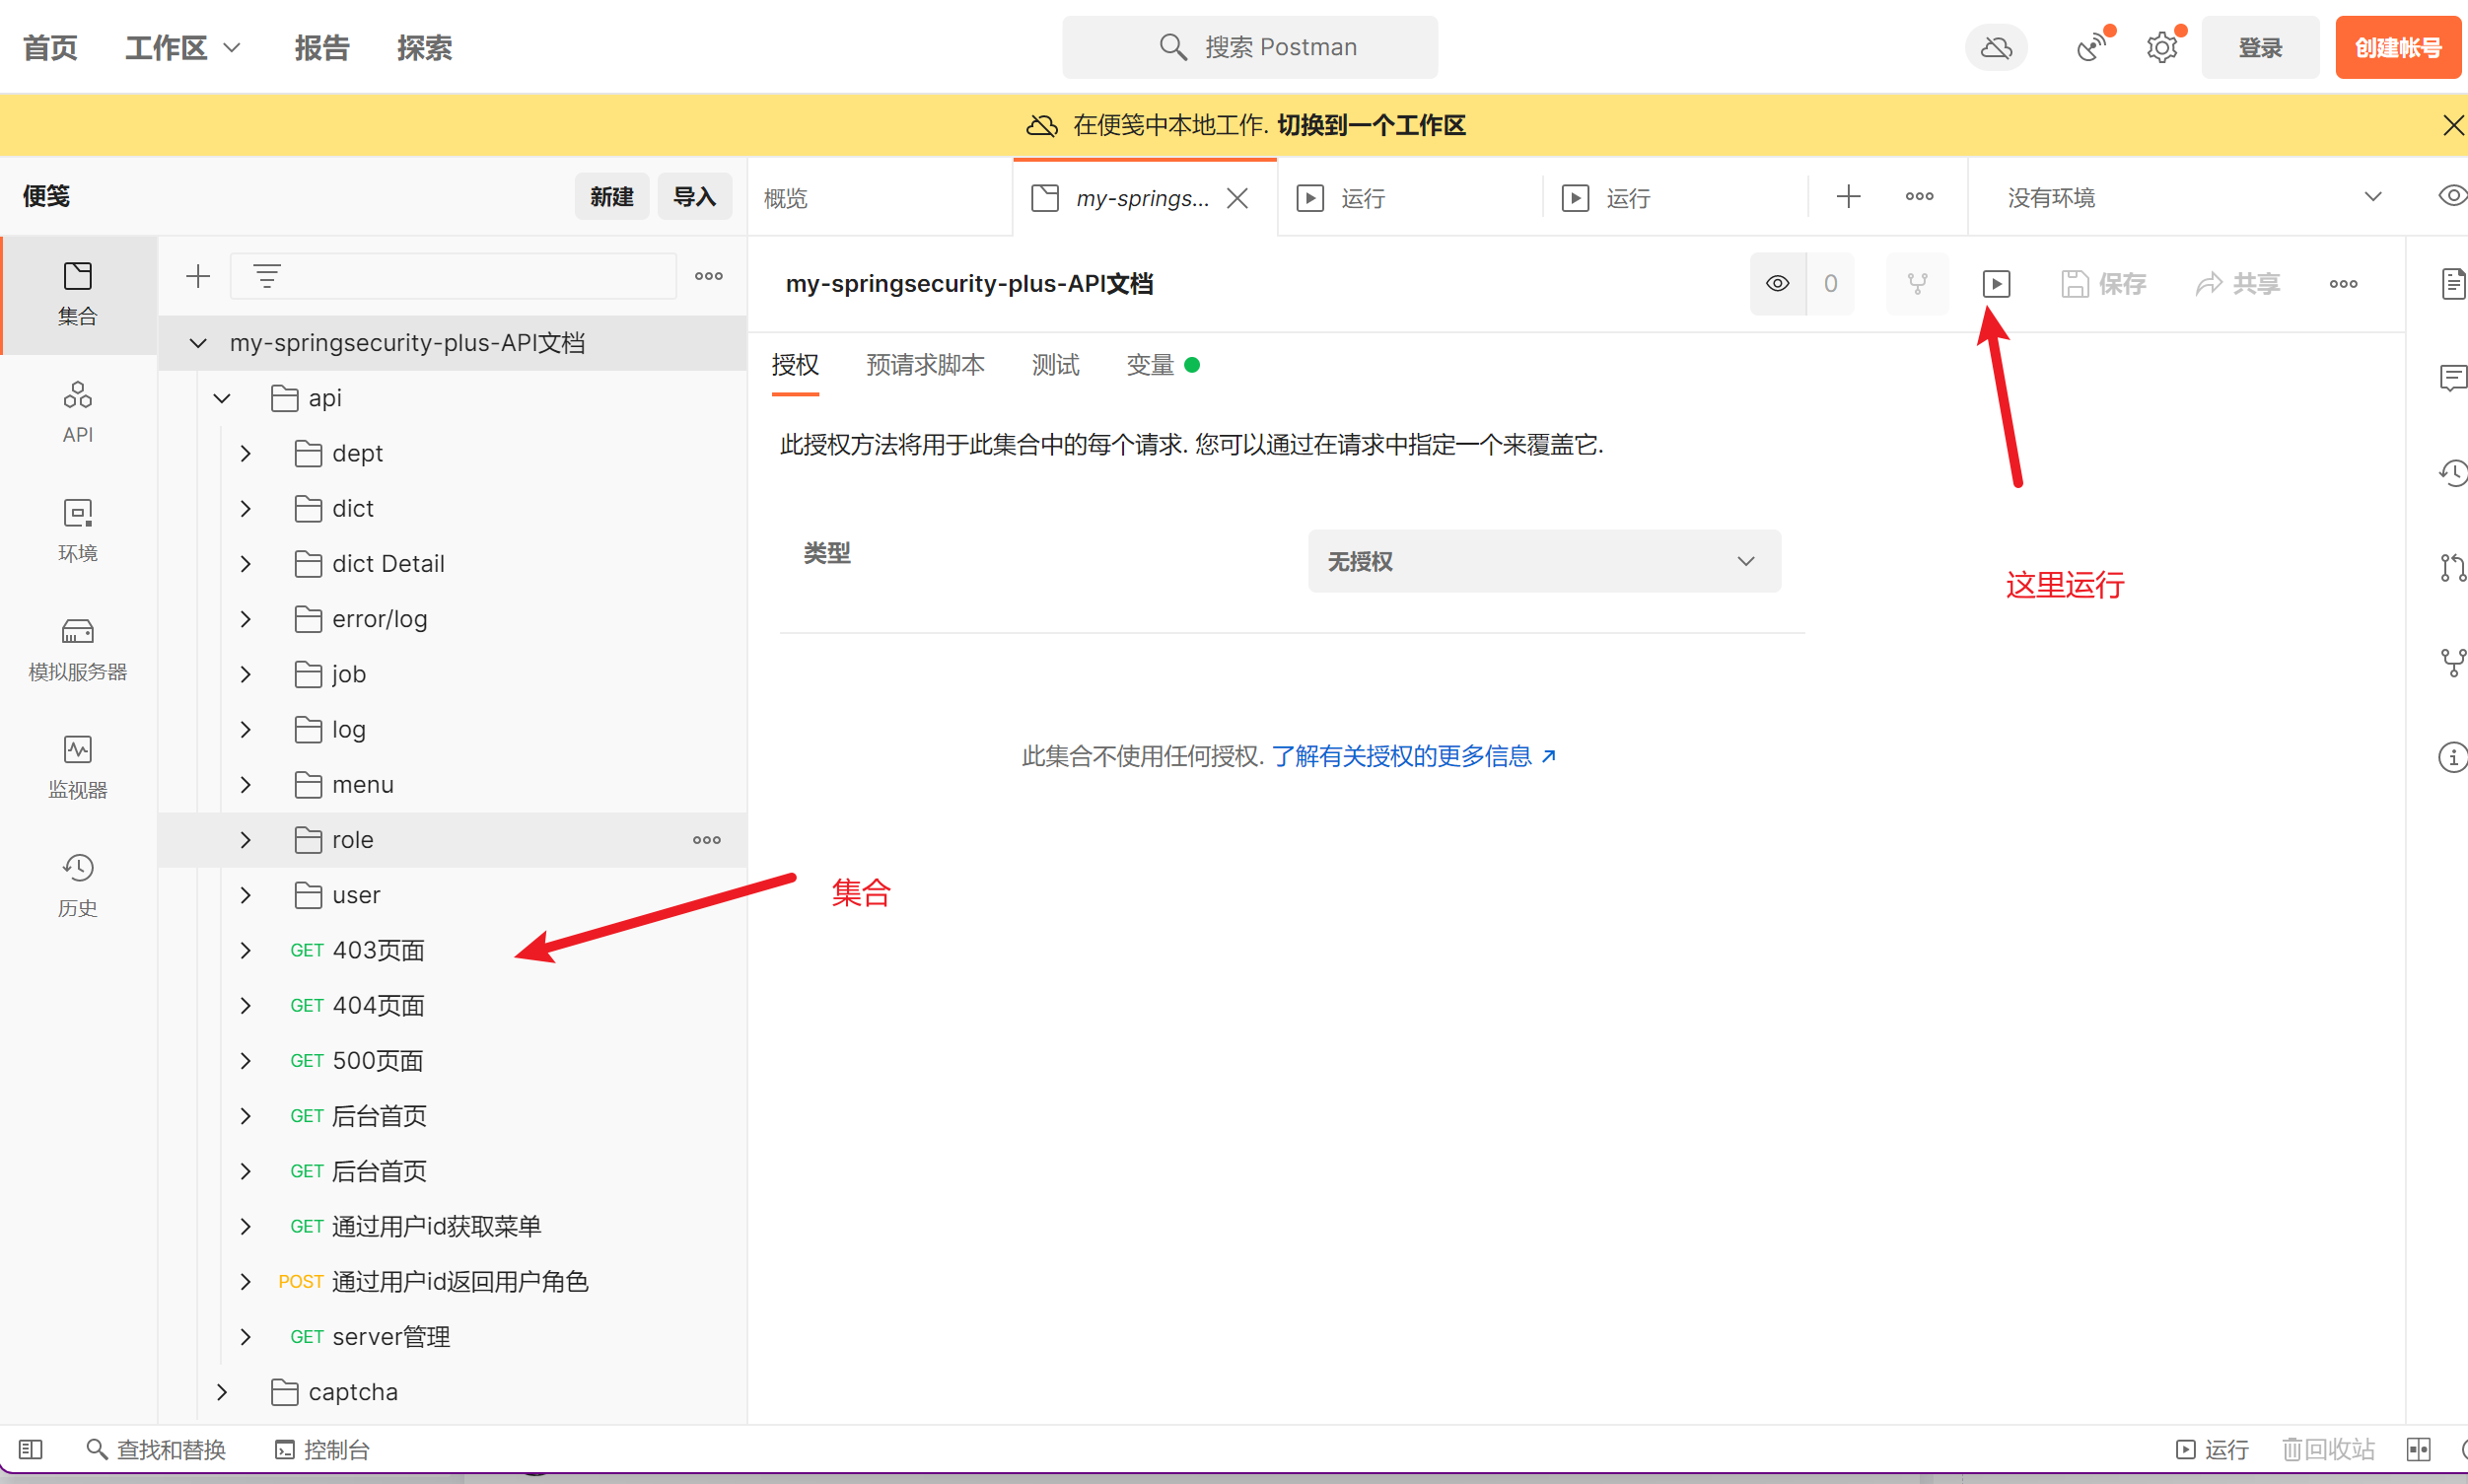 首页 工作区 报告 探索 搜索 Postman 登录 创建帐号
在便笺中本地工作. 切换到一个工作区
便笺 新建 导入 概览 my-springs... 运行 运行 没有环境
集合
API
环境
模拟服务器
监视器
历史
my-springsecurity-plus-API文档
api
dept
dict
dict Detail
error/log
job
log
menu
role
user
GET 403页面
GET 404页面
GET 500页面
GET 后台首页
GET 后台首页
GET 通过用户id获取菜单
POST 通过用户id返回用户角色
GET server管理
captcha
my-springsecurity-plus-API文档 0 保存 共享
授权 预请求脚本 测试 变量
此授权方法将用于此集合中的每个请求. 您可以通过在请求中指定一个来覆盖它.
类型 无授权
这里运行
此集合不使用任何授权. 了解有关授权的更多信息 ↗
集合
查找和替换 控制台 运行 回收站